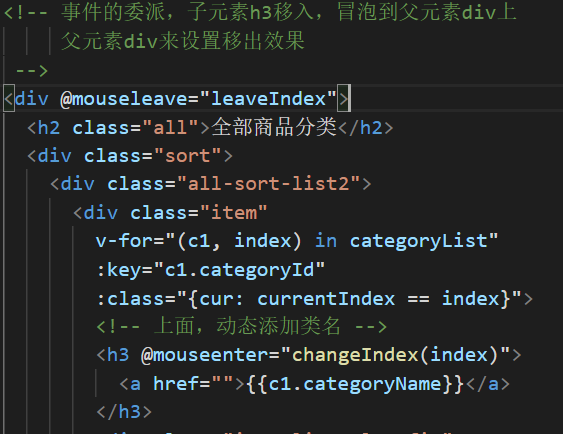 <!-- 事件的委派，子元素h3移入，冒泡到父元素div上
父元素div来设置移出效果
-->
<div @mouseleave="leaveIndex">
<h2 class="all">全部商品分类</h2>
<div class="sort">
<div class="all-sort-list2">
<div class="item"
v-for="(c1, index) in categoryList"
:key="c1.categoryId"
:class="{cur: currentIndex == index}">
<!-- 上面，动态添加类名 -->
<h3 @mouseenter="changeIndex(index)">
<a href="">{{c1.categoryName}}</a>
</h3>